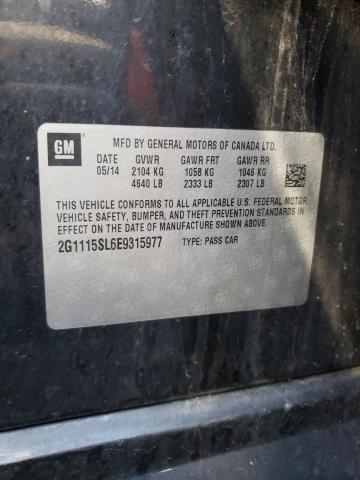 GM
MFD BY GENERAL MOTORS OF CANADA LTD.
DATE GVWR GAWR FRT GAWR RR
05/14 2104 KG 1058 KG 1046 KG
4640 LB 2333 LB 2307 LB
THIS VEHICLE CONFORMS TO ALL APPLICABLE U.S. FEDERAL MOTOR
VEHICLE SAFETY, BUMPER, AND THEFT PREVENTION STANDARDS IN
EFFECT ON THE DATE OF MANUFACTURE SHOWN ABOVE.
2G1115SL6E9315977 TYPE: PASS CAR